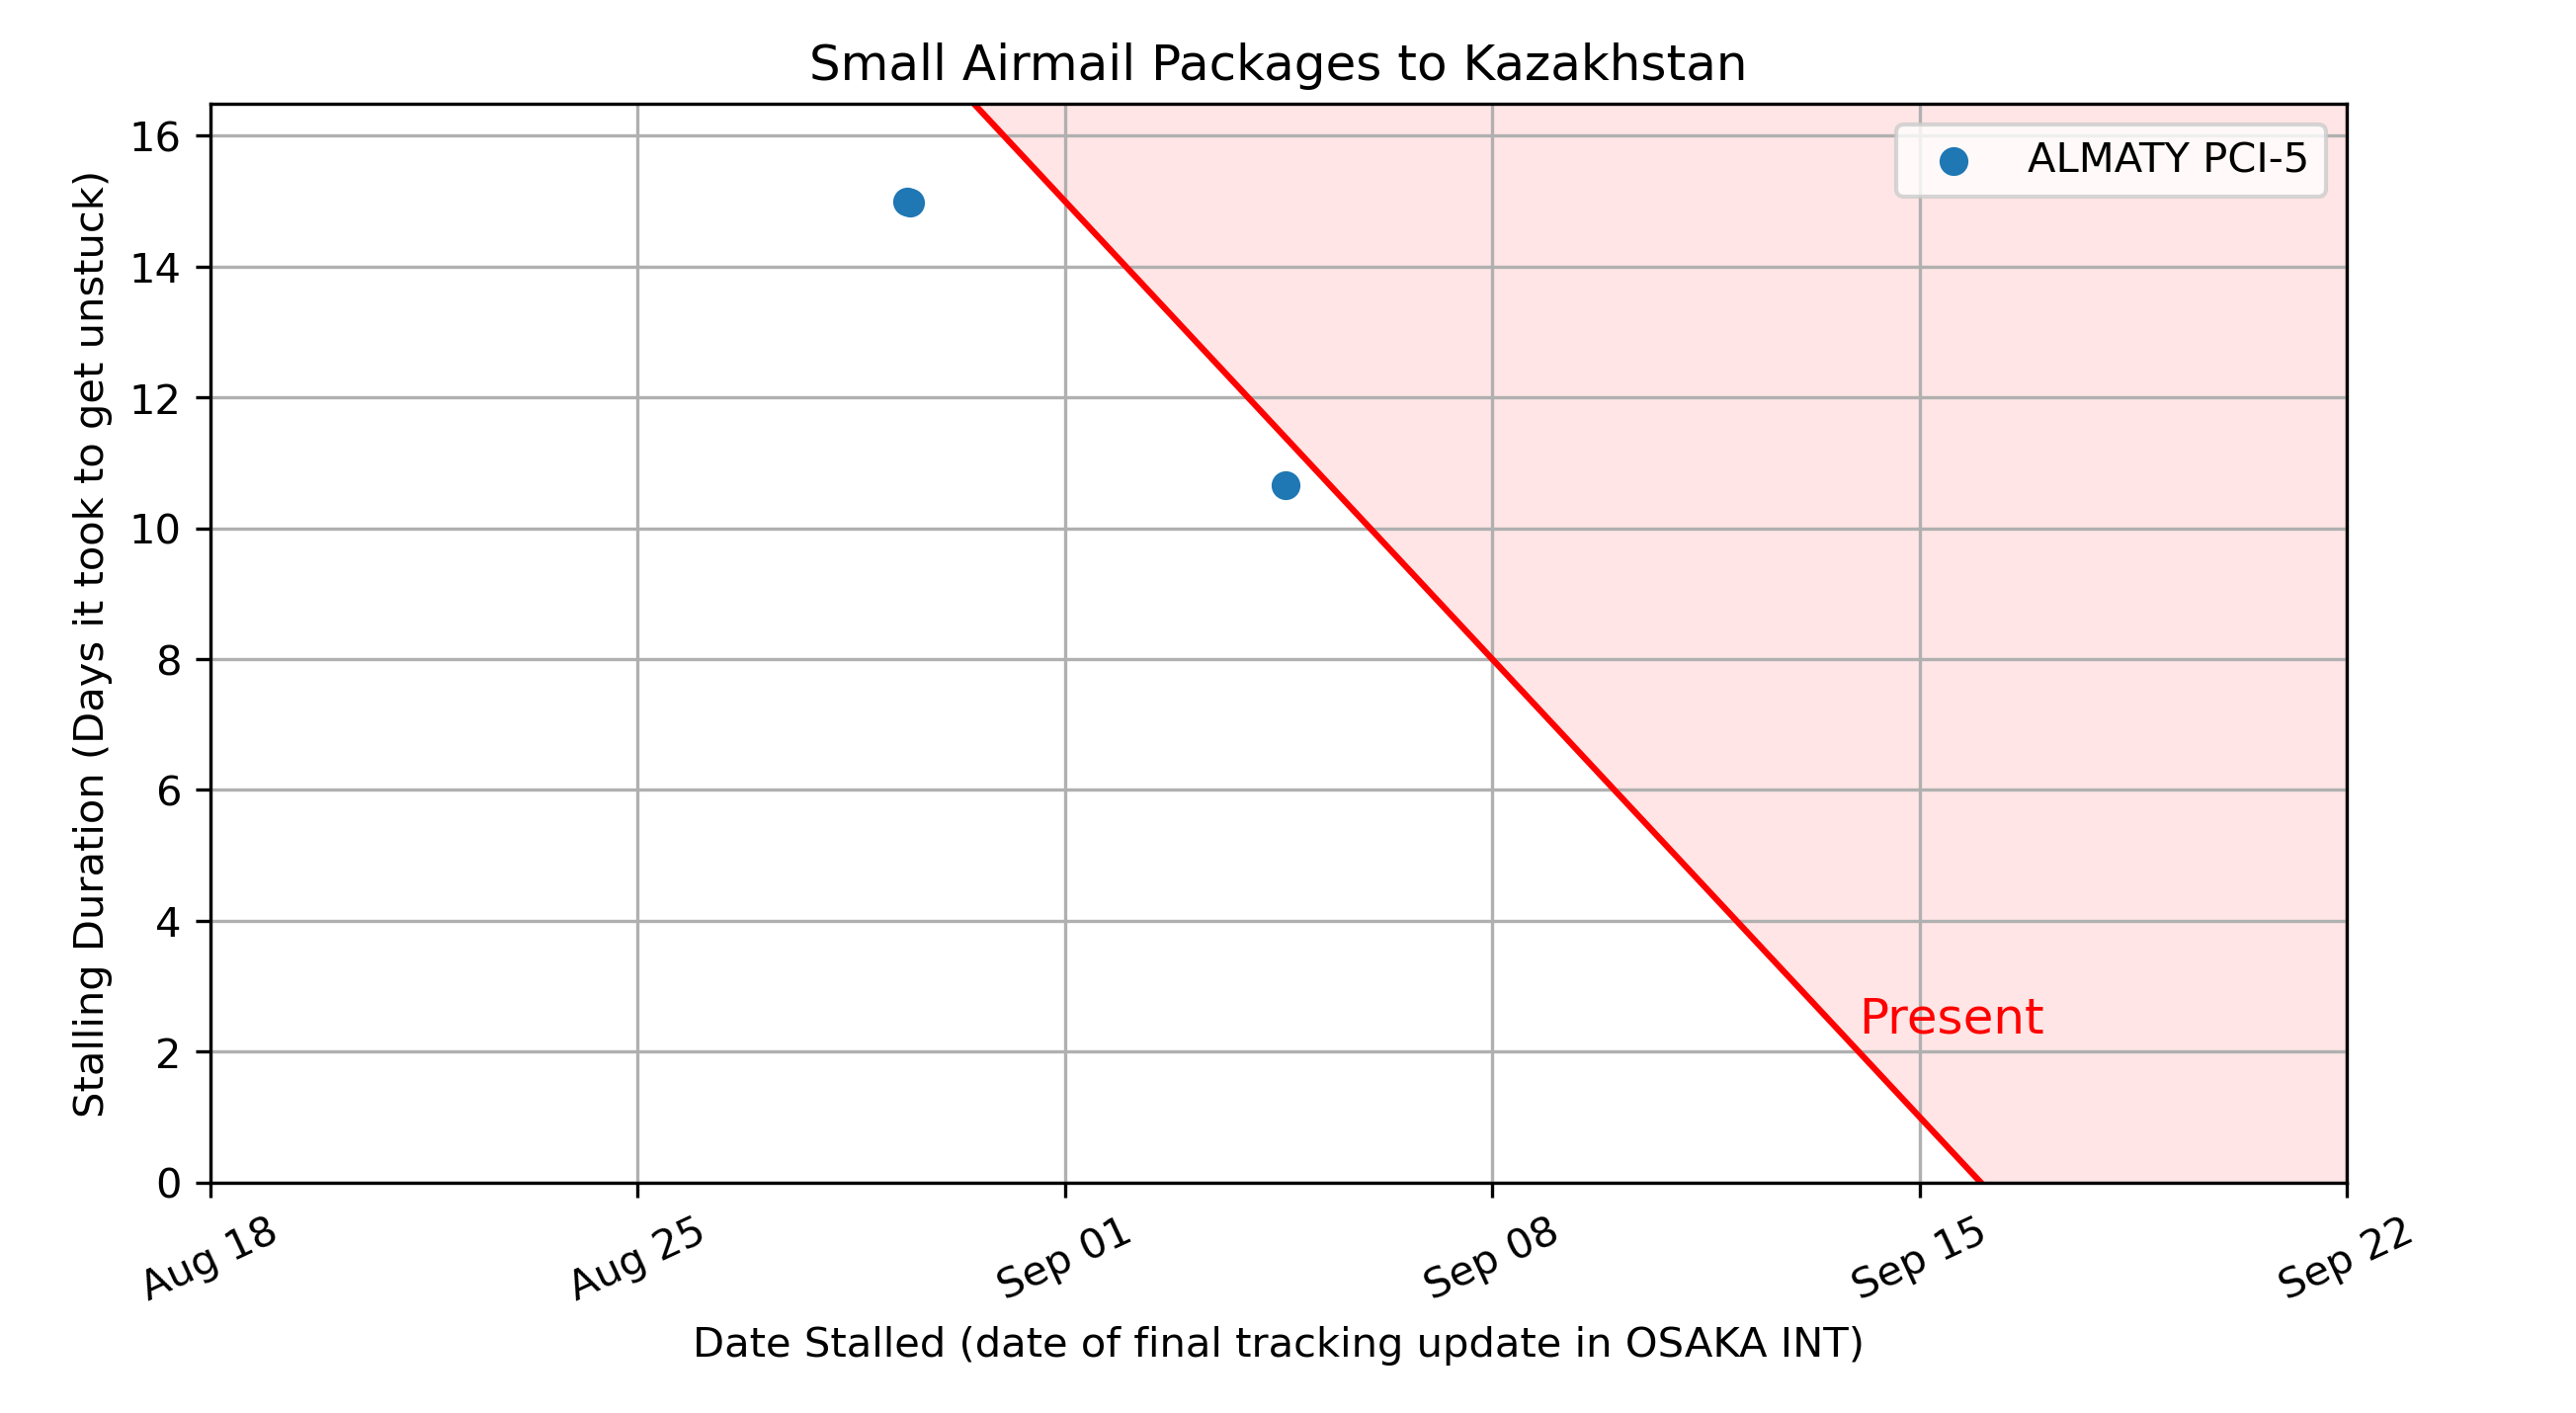 Small Airmail Packages to Kazakhstan
Stalling Duration (Days it took to get unstuck)
16
14
12
10
8
6
4
2
0
ALMATY PCI-5
Present
Aug 18
Aug 25
Sep 01
Sep 08
Sep 15
Sep 22
Date Stalled (date of final tracking update in OSAKA INT)